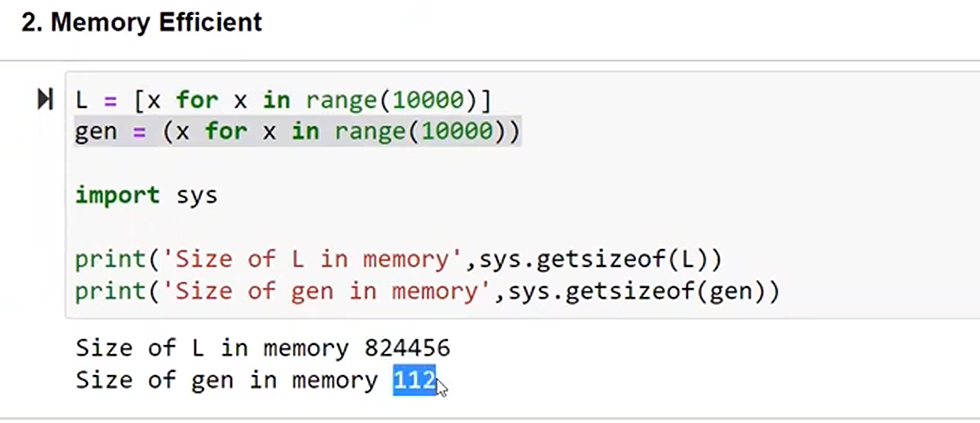 2. Memory Efficient
L = [x for x in range(10000)]
gen = (x for x in range(10000))
import sys
print('Size of L in memory',sys.getsizeof(L))
print('Size of gen in memory',sys.getsizeof(gen))
Size of L in memory 824456
Size of gen in memory 112